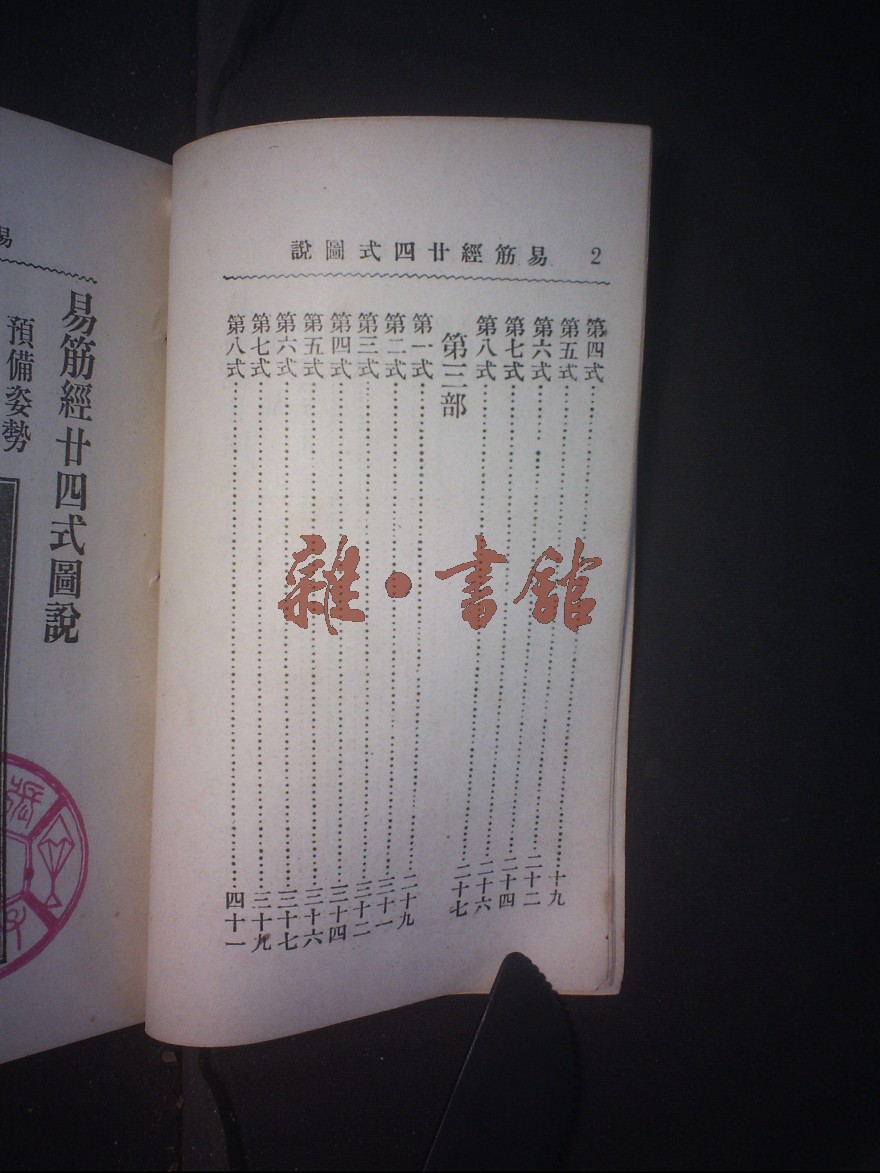 易筋經廿四式圖說 2
第四式 十九
第五式 二十二
第六式 二十四
第七式 二十六
第八式 二十七
第三部
第一式 二十九
第二式 三十一
第三式 三十二
第四式 三十四
第五式 三十六
第六式 三十七
第七式 三十九
第八式 四十一
易
易筋經廿四式圖說
預備姿勢
雜·書館